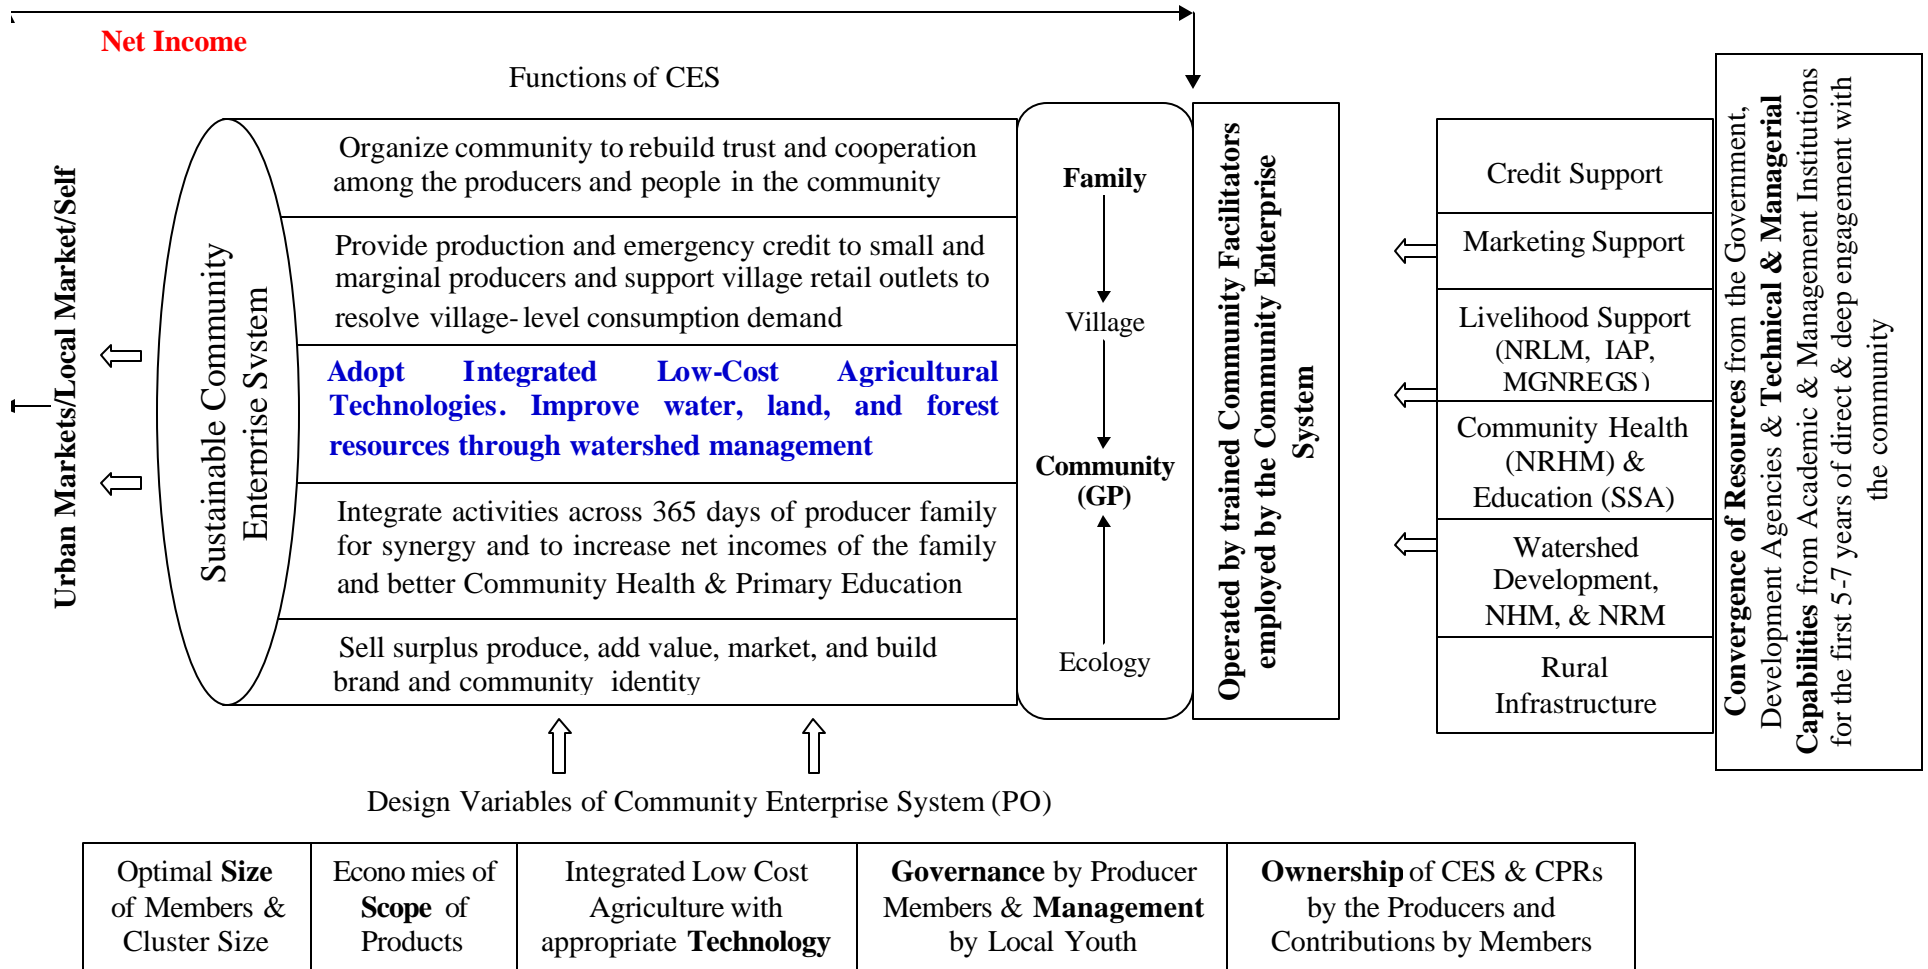 Net Income
Functions of CES
Urban Markets/Local Market/Self
Sustainable Community
Enterprise System
Organize community to rebuild trust and cooperation
among the producers and people in the community
Provide production and emergency credit to small and
marginal producers and support village retail outlets to
resolve village-level consumption demand
Adopt Integrated Low-Cost Agricultural
Technologies. Improve water, land, and forest
resources through watershed management
Integrate activities across 365 days of producer family
for synergy and to increase net incomes of the family
and better Community Health & Primary Education
Sell surplus produce, add value, market, and build
brand and community identity
Family
Village
Community
(GP)
Ecology
Operated by trained Community Facilitators
employed by the Community Enterprise
System
Credit Support
Marketing Support
Livelihood Support
(NRLM, IAP,
MGNREGS)
Community Health
(NRHM) &
Education (SSA)
Watershed
Development,
NHM, & NRM
Rural
Infrastructure
Convergence of Resources from the Government,
Development Agencies & Technical & Managerial
Capabilities from Academic & Management Institutions
for the first 5-7 years of direct & deep engagement with
the community
Design Variables of Community Enterprise System (PO)
Optimal Size
of Members &
Cluster Size
Econo mies of
Scope of
Products
Integrated Low Cost
Agriculture with
appropriate Technology
Governance by Producer
Members & Management
by Local Youth
Ownership of CES & CPRs
by the Producers and
Contributions by Members